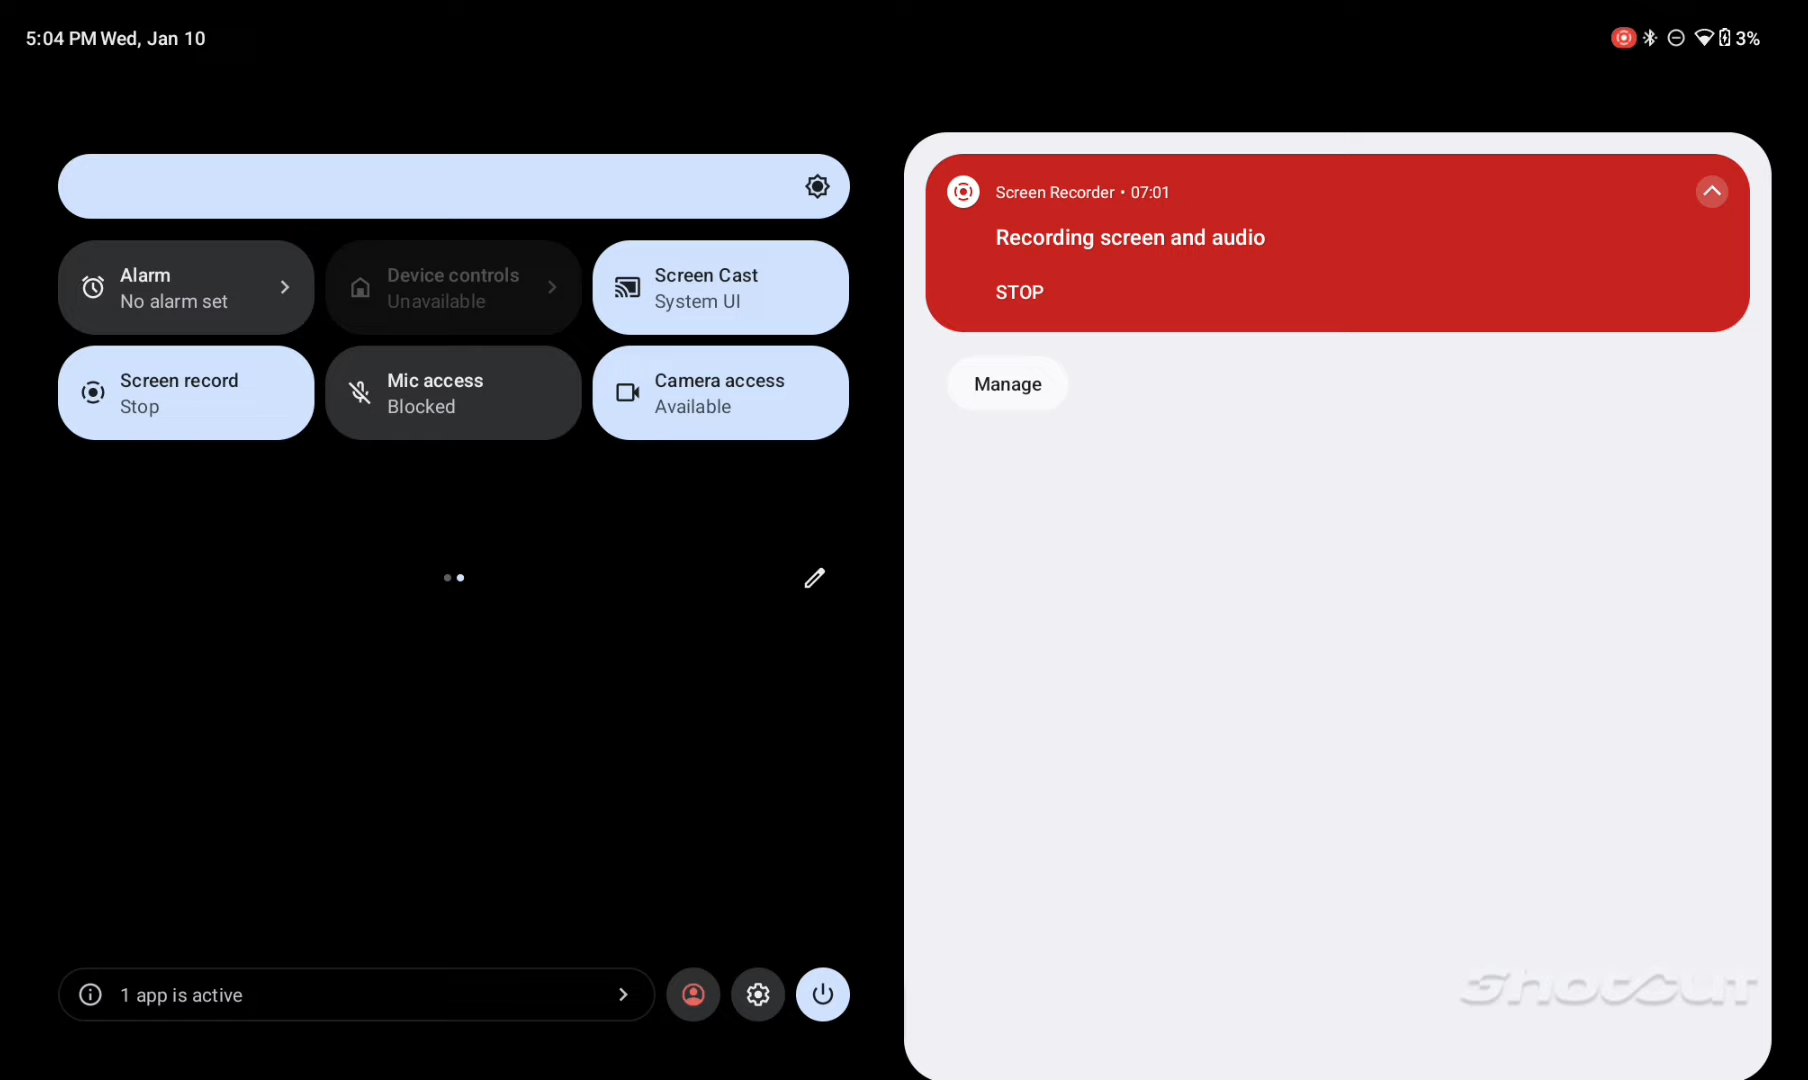 5:04 PM Wed, Jan 10
3%
Alarm
No alarm set
Device controls
Unavailable
Screen Cast
System UI
Screen record
Stop
Mic access
Blocked
Camera access
Available
1 app is active
Screen Recorder • 07:01
Recording screen and audio
STOP
Manage
SHOTCUT